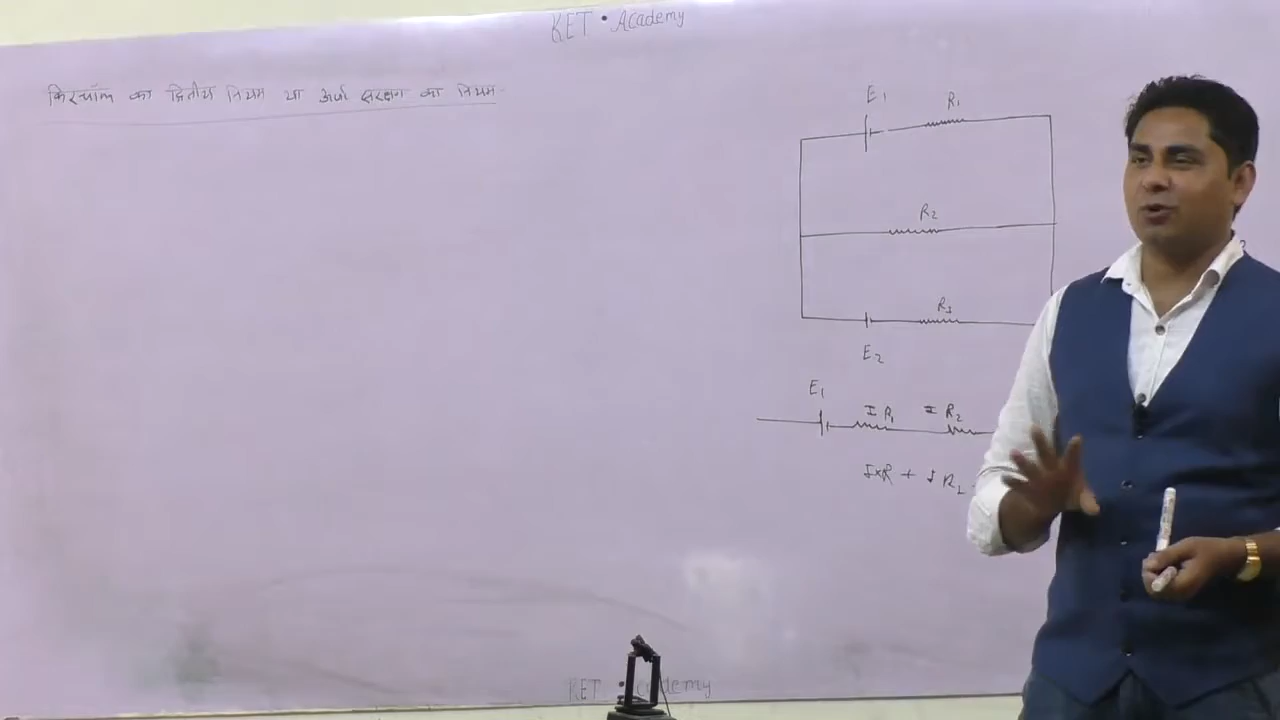 KET • Academy
किरचॉफ का द्वितीय नियम या ऊर्जा संरक्षण का नियम-
E1
R1
R2
R3
E2
E1
I R1 I R2
I×R + I R2
KET • Academy